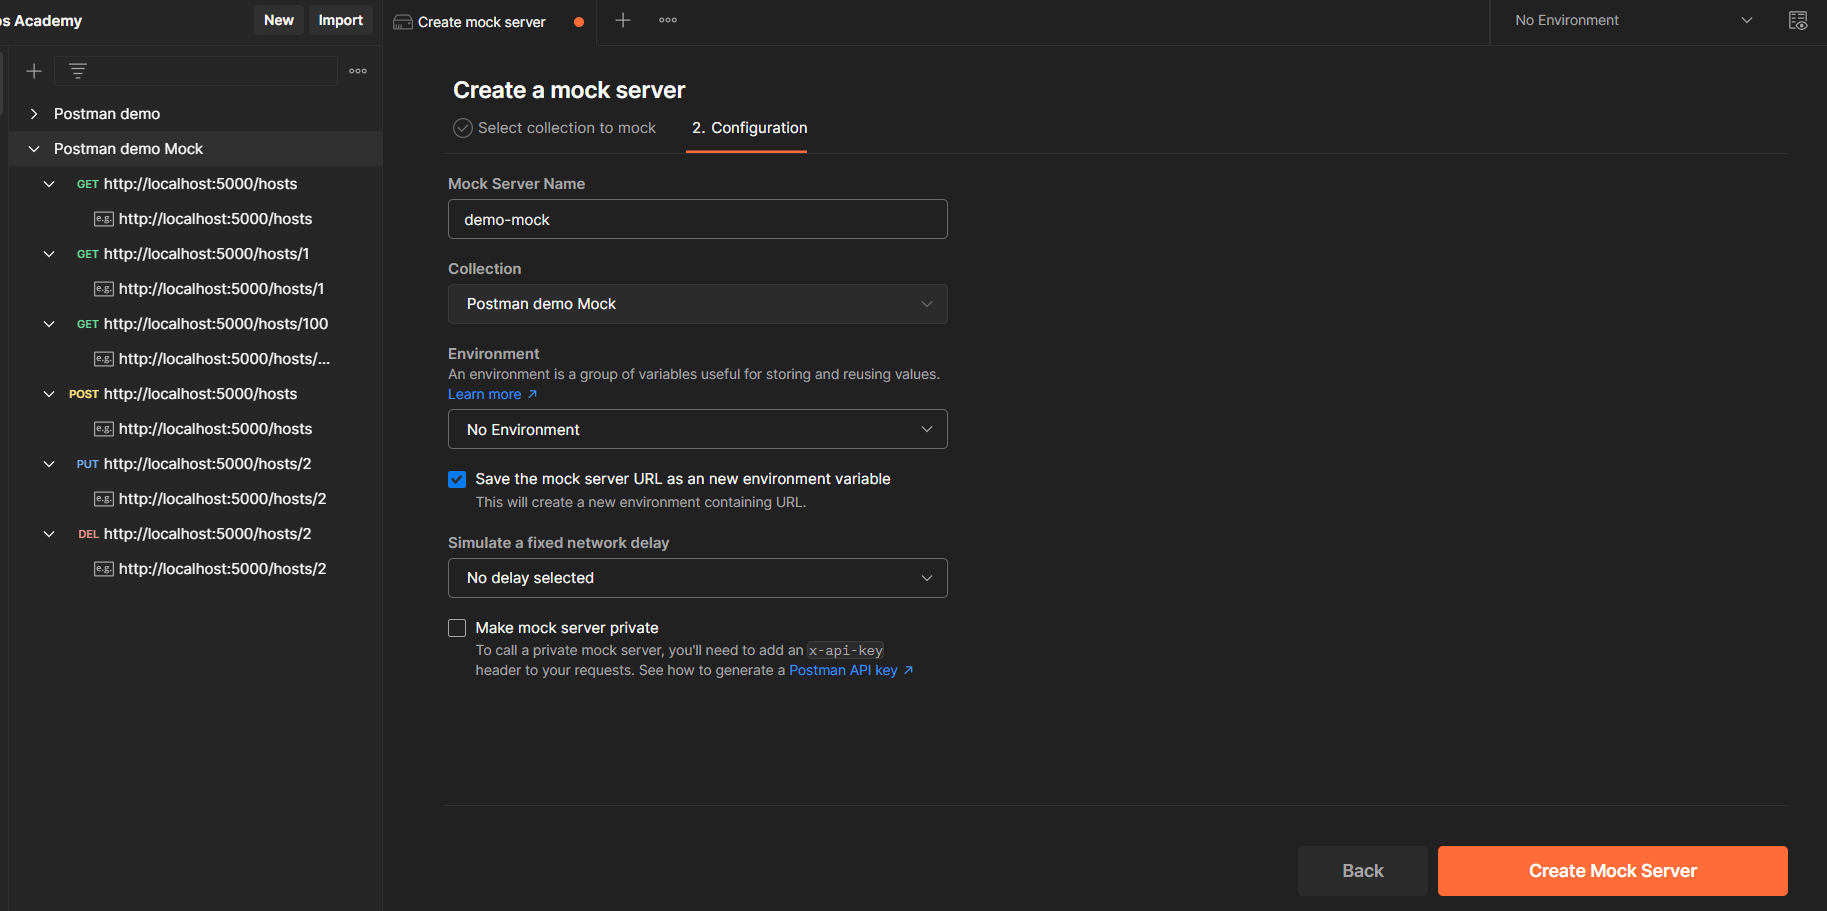 os Academy
New
Import
Create mock server
No Environment
Postman demo
Postman demo Mock
GET http://localhost:5000/hosts
e.g. http://localhost:5000/hosts
GET http://localhost:5000/hosts/1
e.g. http://localhost:5000/hosts/1
GET http://localhost:5000/hosts/100
e.g. http://localhost:5000/hosts/...
POST http://localhost:5000/hosts
e.g. http://localhost:5000/hosts
PUT http://localhost:5000/hosts/2
e.g. http://localhost:5000/hosts/2
DEL http://localhost:5000/hosts/2
e.g. http://localhost:5000/hosts/2
Create a mock server
Select collection to mock
2. Configuration
Mock Server Name
demo-mock
Collection
Postman demo Mock
Environment
An environment is a group of variables useful for storing and reusing values.
Learn more ↗
No Environment
Save the mock server URL as an new environment variable
This will create a new environment containing URL.
Simulate a fixed network delay
No delay selected
Make mock server private
To call a private mock server, you'll need to add an x-api-key
header to your requests. See how to generate a Postman API key ↗
Back
Create Mock Server